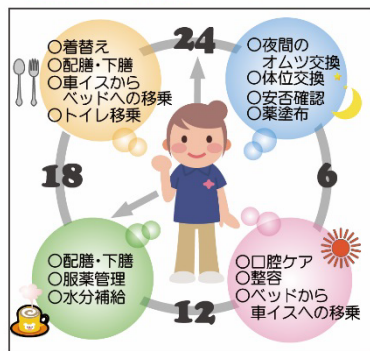 24
○着替え
○配膳・下膳
○車イスから
ベッドへの移乗
○トイレ移乗
○夜間の
オムツ交換
○体位交換
○安否確認
○薬塗布
18
6
○配膳・下膳
○服薬管理
○水分補給
○口腔ケア
○整容
○ベッドから
車イスへの移乗
12